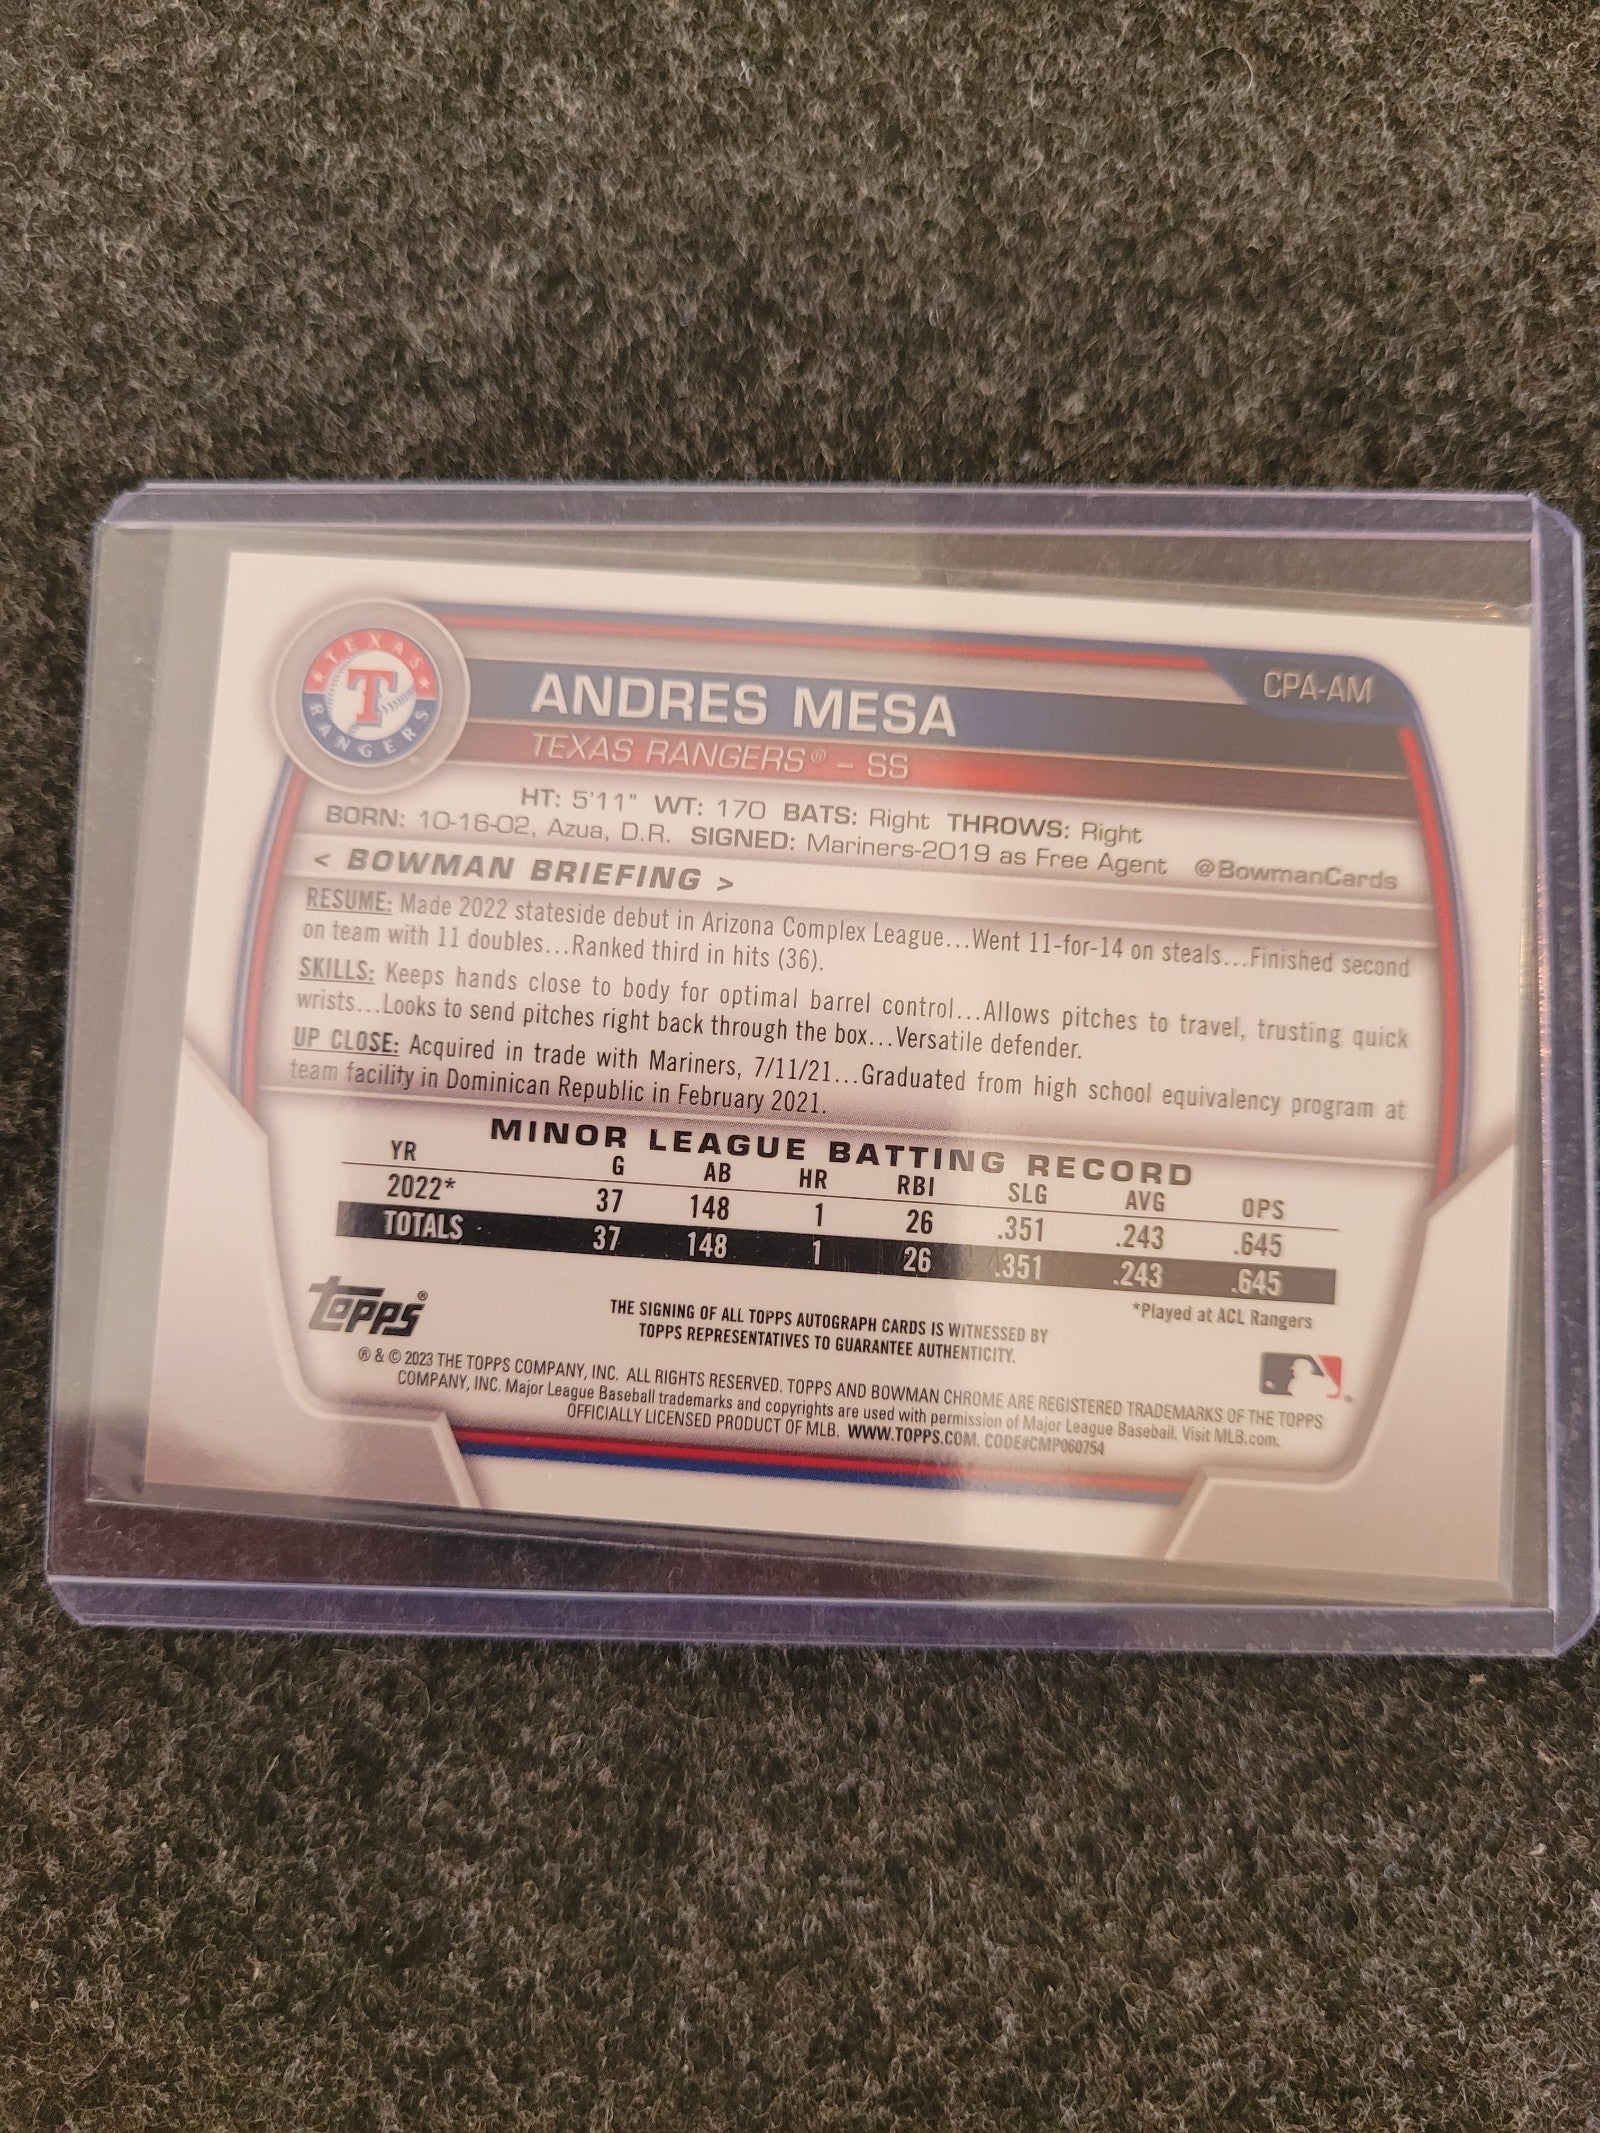 TEXAS
RANGERS
CPA-AM
ANDRES MESA
TEXAS RANGERS® – SS
HT: 5'11" WT: 170 BATS: Right THROWS: Right
BORN: 10-16-02, Azua, D.R. SIGNED: Mariners-2019 as Free Agent @BowmanCards
< BOWMAN BRIEFING >
RESUME: Made 2022 stateside debut in Arizona Complex League...Went 11-for-14 on steals...Finished second
on team with 11 doubles...Ranked third in hits (36).
SKILLS: Keeps hands close to body for optimal barrel control...Allows pitches to travel, trusting quick
wrists...Looks to send pitches right back through the box...Versatile defender.
UP CLOSE: Acquired in trade with Mariners, 7/11/21...Graduated from high school equivalency program at
team facility in Dominican Republic in February 2021.
MINOR LEAGUE BATTING RECORD
YR G AB HR RBI SLG AVG OPS
2022* 37 148 1 26 .351 .243 .645
TOTALS 37 148 1 26 .351 .243 .645
*Played at ACL Rangers
topps®
THE SIGNING OF ALL TOPPS AUTOGRAPH CARDS IS WITNESSED BY
TOPPS REPRESENTATIVES TO GUARANTEE AUTHENTICITY.
® & © 2023 THE TOPPS COMPANY, INC. ALL RIGHTS RESERVED. TOPPS AND BOWMAN CHROME ARE REGISTERED TRADEMARKS OF THE TOPPS
COMPANY, INC. Major League Baseball trademarks and copyrights are used with permission of Major League Baseball. Visit MLB.com.
OFFICIALLY LICENSED PRODUCT OF MLB. WWW.TOPPS.COM. CODE#CMP060754